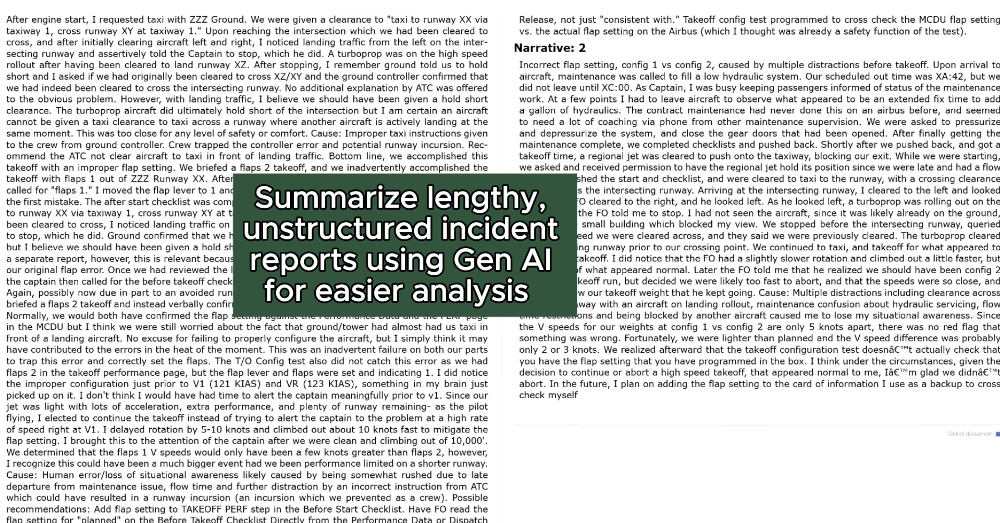 After engine start, I requested taxi with ZZZ Ground. We were given a clearance to "taxi to runway XX via
taxiway 1, cross runway XY at taxiway 1." Upon reaching the intersection which we had been cleared to
cross, and after initially clearing aircraft left and right, I noticed landing traffic from the left on the inter-
secting runway and assertively told the Captain to stop, which he did. A turboprop was on the high speed
rollout after having been cleared to land runway XZ. After stopping, I remember ground told us to hold
short and I asked if we had originally been cleared to cross XZ/XY and the ground controller confirmed that
we had indeed been cleared to cross the intersecting runway. No additional explanation by ATC was offered
to the obvious problem. However, with landing traffic, I believe we should have been given a hold short
clearance. The turboprop aircraft did ultimately hold short of the intersection but I am certain an aircraft
cannot be given a taxi clearance to taxi across a runway where another aircraft is actively landing at the
same moment. This was too close for any level of safety or comfort. Cause: Improper taxi instructions given
to the crew from ground controller. Crew trapped the controller error and potential runway incursion. Rec-
ommend the ATC not clear aircraft to taxi in front of landing traffic. Bottom line, we accomplished this
takeoff with an improper flap setting. We briefed a flaps 2 takeoff, and we inadvertently accomplished the
takeoff with flaps 1 out of ZZZ Runway XX. After
called for "flaps 1." I moved the flap lever to 1 and
the first mistake. The after start checklist was com
to runway XX via taxiway 1, cross runway XY at
been cleared to cross, I noticed landing traffic on
to stop, which he did. Ground confirmed that we
but I believe we should have been given a hold
a separate report, however, this is relevant becaus
our original flap error. Once we had reviewed the
the captain then called for the before takeoff check
Again, possibly now due in part to an avoided run
briefed a flaps 2 takeoff and instead verbally confir
Normally, we would both have confirmed the flap setting against the Performance Data and the PERF page
in the MCDU but I think we were still worried about the fact that ground/tower had almost had us taxi in
front of a landing aircraft. No excuse for failing to properly configure the aircraft, but I simply think it may
have contributed to the errors in the heat of the moment. This was an inadvertent failure on both our parts
to trap this error and correctly set the flaps. The T/O Config test also did not catch this error as we had
flaps 2 in the takeoff performance page, but the flap lever and flaps were set and indicating 1. I did notice
the improper configuration just prior to V1 (121 KIAS) and VR (123 KIAS), something in my brain just
picked up on it. I don't think I would have had time to alert the captain meaningfully prior to v1. Since our
jet was light with lots of acceleration, extra performance, and plenty of runway remaining- as the pilot
flying, I elected to continue the takeoff instead of trying to alert the captain to the problem at a high rate
of speed right at V1. I delayed rotation by 5-10 knots and climbed out about 10 knots fast to mitigate the
flap setting. I brought this to the attention of the captain after we were clean and climbing out of 10,000'.
We determined that the flaps 1 V speeds would only have been a few knots greater than flaps 2, however,
I recognize this could have been a much bigger event had we been performance limited on a shorter runway.
Cause: Human error/loss of situational awareness likely caused by being somewhat rushed due to late
departure from maintenance issue, flow time and further distraction by an incorrect instruction from ATC
which could have resulted in a runway incursion (an incursion which we prevented as a crew). Possible
recommendations: Add flap setting to TAKEOFF PERF step in the Before Start Checklist. Have FO read the
flap setting for "planned" on the Before Takeoff Checklist Directly from the Performance Data or Dispatch
Release, not just "consistent with." Takeoff config test programmed to cross check the MCDU flap setting
vs. the actual flap setting on the Airbus (which I thought was already a safety function of the test).
Narrative: 2
Incorrect flap setting, config 1 vs config 2, caused by multiple distractions before takeoff. Upon arrival to
aircraft, maintenance was called to fill a low hydraulic system. Our scheduled out time was XA:42, but we
did not leave until XC:00. As Captain, I was busy keeping passengers informed of status of the maintenance
work. At a few points I had to leave aircraft to observe what appeared to be an extended fix time to add
a gallon of hydraulics. The contract maintenance had never done this on an airbus before, and seemed
to need a lot of coaching via phone from other maintenance supervision. We were asked to pressurize
and depressurize the system, and close the gear doors that had been opened. After finally getting the
maintenance complete, we completed checklists and pushed back. Shortly after we pushed back, and got a
takeoff time, a regional jet was cleared to push onto the taxiway, blocking our exit. While we were starting,
we asked and received permission to have the regional jet hold its position since we were late and had a flow
shed the start and checklist, and were cleared to taxi to the runway, with a crossing clearance
s the intersecting runway. Arriving at the intersecting runway, I cleared to the left and looked
FO cleared to the right, and he looked left. As he looked left, a turboprop was rolling out on the
the FO told me to stop. I had not seen the aircraft, since it was likely already on the ground,
small building which blocked my view. We stopped before the intersecting runway, queried
eed we were cleared across, and they said we were previously cleared. The turboprop cleared
ing runway prior to our crossing point. We continued to taxi, and takeoff for what appeared to
takeoff. I did notice that the FO had a slightly slower rotation and climbed out a little faster, but
of what appeared normal. Later the FO told me that he realized we should have been config 2
keoff run, but decided we were likely too fast to abort, and that the speeds were so close, and
w our takeoff weight that he kept going. Cause: Multiple distractions including clearance across
way with an aircraft on landing rollout, maintenance confusion about hydraulic servicing, flow
time restrictions and being blocked by another aircraft caused me to lose my situational awareness. Since
the V speeds for our weights at config 1 vs config 2 are only 5 knots apart, there was no red flag that
something was wrong. Fortunately, we were lighter than planned and the V speed difference was probably
only 2 or 3 knots. We realized afterward that the takeoff configuration test doesnâ€™t actually check that
you have the flap setting that you have programmed in the box. I think under the circumstances, given the
decision to continue or abort a high speed takeoff, that appeared normal to me, Iâ€™m glad we didnâ€™t
abort. In the future, I plan on adding the flap setting to the card of information I use as a backup to cross
check myself
End of document
Summarize lengthy,
unstructured incident
reports using Gen AI
for easier analysis